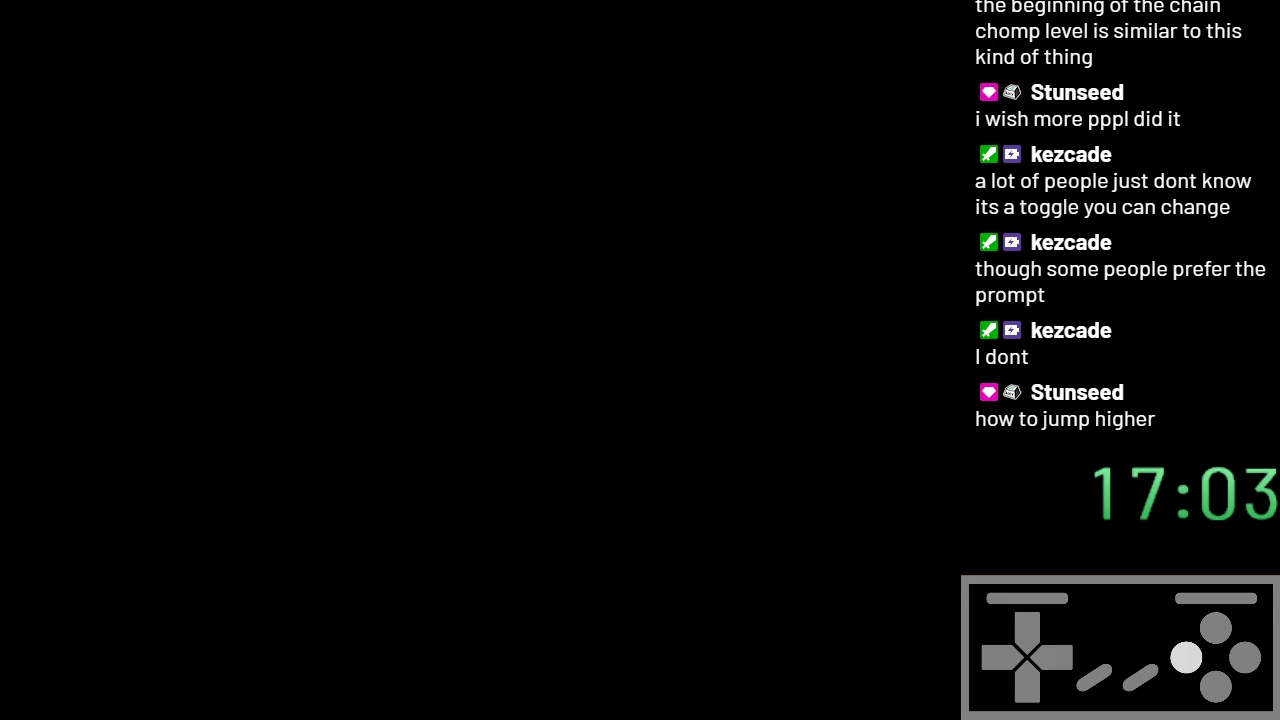 the beginning of the chain
chomp level is similar to this
kind of thing
Stunseed
i wish more pppl did it
kezcade
a lot of people just dont know
its a toggle you can change
kezcade
though some people prefer the
prompt
kezcade
I dont
Stunseed
how to jump higher
17:03